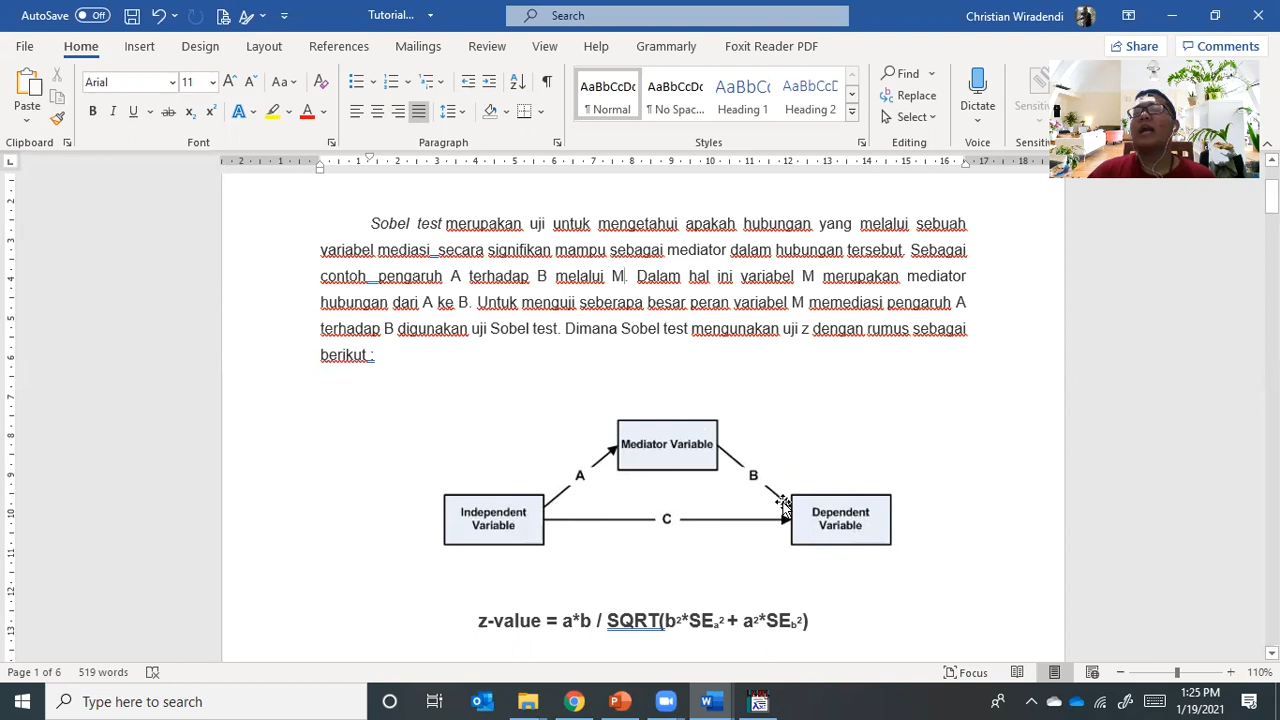 AutoSave Off Tutorial... Search Christian Wiradendi
File Home Insert Design Layout References Mailings Review View Help Grammarly Foxit Reader PDF Share Comments
Paste Arial 11 AaBbCcDc AaBbCcDc AaBbC AaBbCcD Find Dictate
Normal No Spac... Heading 1 Heading 2 Replace
Select
Clipboard Font Paragraph Styles Editing Voice
Sobel test merupakan uji untuk mengetahui apakah hubungan yang melalui sebuah
variabel mediasi secara signifikan mampu sebagai mediator dalam hubungan tersebut. Sebagai
contoh pengaruh A terhadap B melalui M. Dalam hal ini variabel M merupakan mediator
hubungan dari A ke B. Untuk menguji seberapa besar peran variabel M memediasi pengaruh A
terhadap B digunakan uji Sobel test. Dimana Sobel test mengunakan uji z dengan rumus sebagai
berikut :
Mediator Variable
A
B
Independent
Variable
C
Dependent
Variable
z-value = a*b / SQRT(b²*SEa² + a²*SEb²)
Page 1 of 6 519 words Focus 110%
Type here to search 1:25 PM
1/19/2021